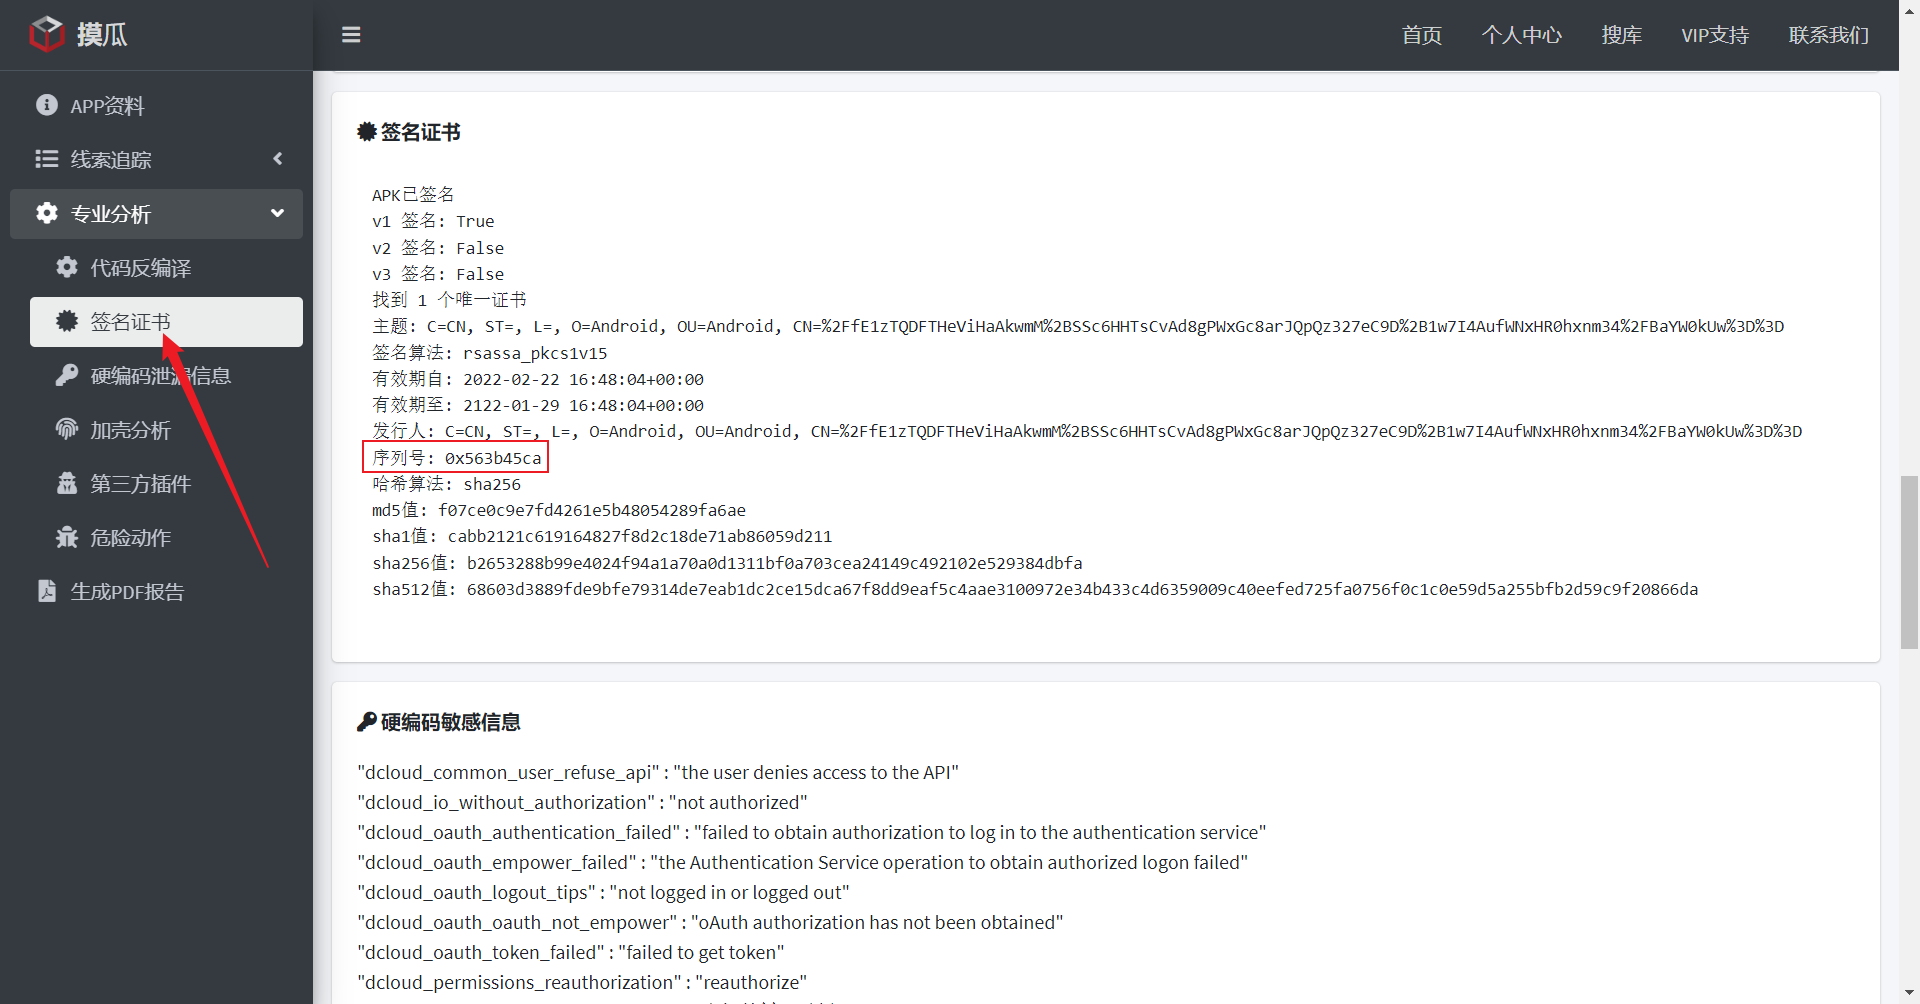 摸瓜
首页 个人中心 搜库 VIP支持 联系我们
APP资料
线索追踪
专业分析
代码反编译
签名证书
硬编码泄漏信息
加壳分析
第三方插件
危险动作
生成PDF报告
签名证书
APK已签名
v1 签名: True
v2 签名: False
v3 签名: False
找到 1 个唯一证书
主题: C=CN, ST=, L=, O=Android, OU=Android, CN=%2FfE1zTQDFTHeViHaAkwmM%2BSSc6HHTsCvAd8gPWxGc8arJQpQz327eC9D%2B1w7I4AufWNxHR0hxnm34%2FBaYW0kUw%3D%3D
签名算法: rsassa_pkcs1v15
有效期自: 2022-02-22 16:48:04+00:00
有效期至: 2122-01-29 16:48:04+00:00
发行人: C=CN, ST=, L=, O=Android, OU=Android, CN=%2FfE1zTQDFTHeViHaAkwmM%2BSSc6HHTsCvAd8gPWxGc8arJQpQz327eC9D%2B1w7I4AufWNxHR0hxnm34%2FBaYW0kUw%3D%3D
序列号: 0x563b45ca
哈希算法: sha256
md5值: f07ce0c9e7fd4261e5b48054289fa6ae
sha1值: cabb2121c619164827f8d2c18de71ab86059d211
sha256值: b2653288b99e4024f94a1a70a0d1311bf0a703cea24149c492102e529384dbfa
sha512值: 68603d3889fde9bfe79314de7eab1dc2ce15dca67f8dd9eaf5c4aae3100972e34b433c4d6359009c40eefed725fa0756f0c1c0e59d5a255bfb2d59c9f20866da
硬编码敏感信息
"dcloud_common_user_refuse_api" : "the user denies access to the API"
"dcloud_io_without_authorization" : "not authorized"
"dcloud_oauth_authentication_failed" : "failed to obtain authorization to log in to the authentication service"
"dcloud_oauth_empower_failed" : "the Authentication Service operation to obtain authorized logon failed"
"dcloud_oauth_logout_tips" : "not logged in or logged out"
"dcloud_oauth_oauth_not_empower" : "oAuth authorization has not been obtained"
"dcloud_oauth_token_failed" : "failed to get token"
"dcloud_permissions_reauthorization" : "reauthorize"